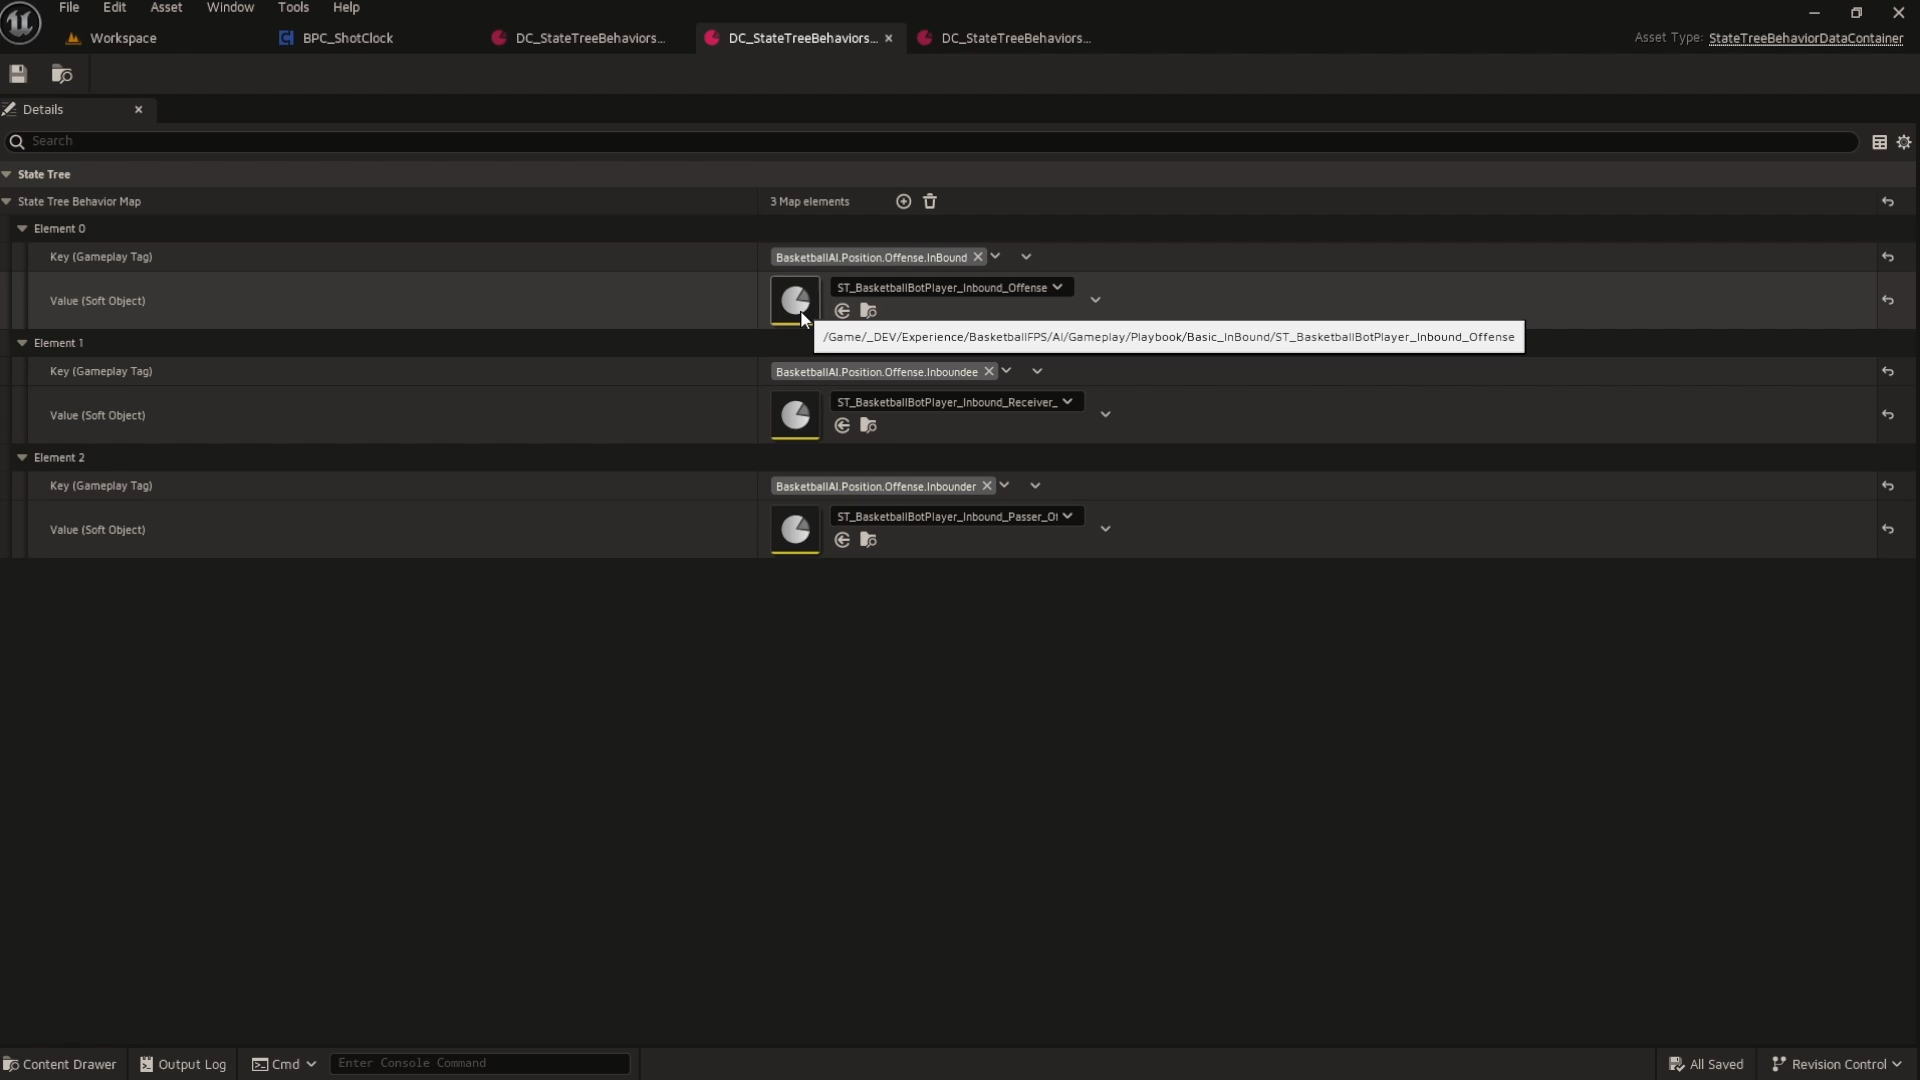 File Edit Asset Window Tools Help
Workspace
BPC_ShotClock
DC_StateTreeBehaviors...
DC_StateTreeBehaviors...
DC_StateTreeBehaviors...
Asset Type: StateTreeBehaviorDataContainer
Details
Search
State Tree
State Tree Behavior Map
3 Map elements
Element 0
Key (Gameplay Tag)
BasketballAI.Position.Offense.InBound
Value (Soft Object)
ST_BasketballBotPlayer_Inbound_Offense
/Game/_DEV/Experience/BasketballFPS/AI/Gameplay/Playbook/Basic_InBound/ST_BasketballBotPlayer_Inbound_Offense
Element 1
Key (Gameplay Tag)
BasketballAI.Position.Offense.Inboundee
Value (Soft Object)
ST_BasketballBotPlayer_Inbound_Receiver_
Element 2
Key (Gameplay Tag)
BasketballAI.Position.Offense.Inbounder
Value (Soft Object)
ST_BasketballBotPlayer_Inbound_Passer_Of
Content Drawer
Output Log
Cmd
Enter Console Command
All Saved
Revision Control